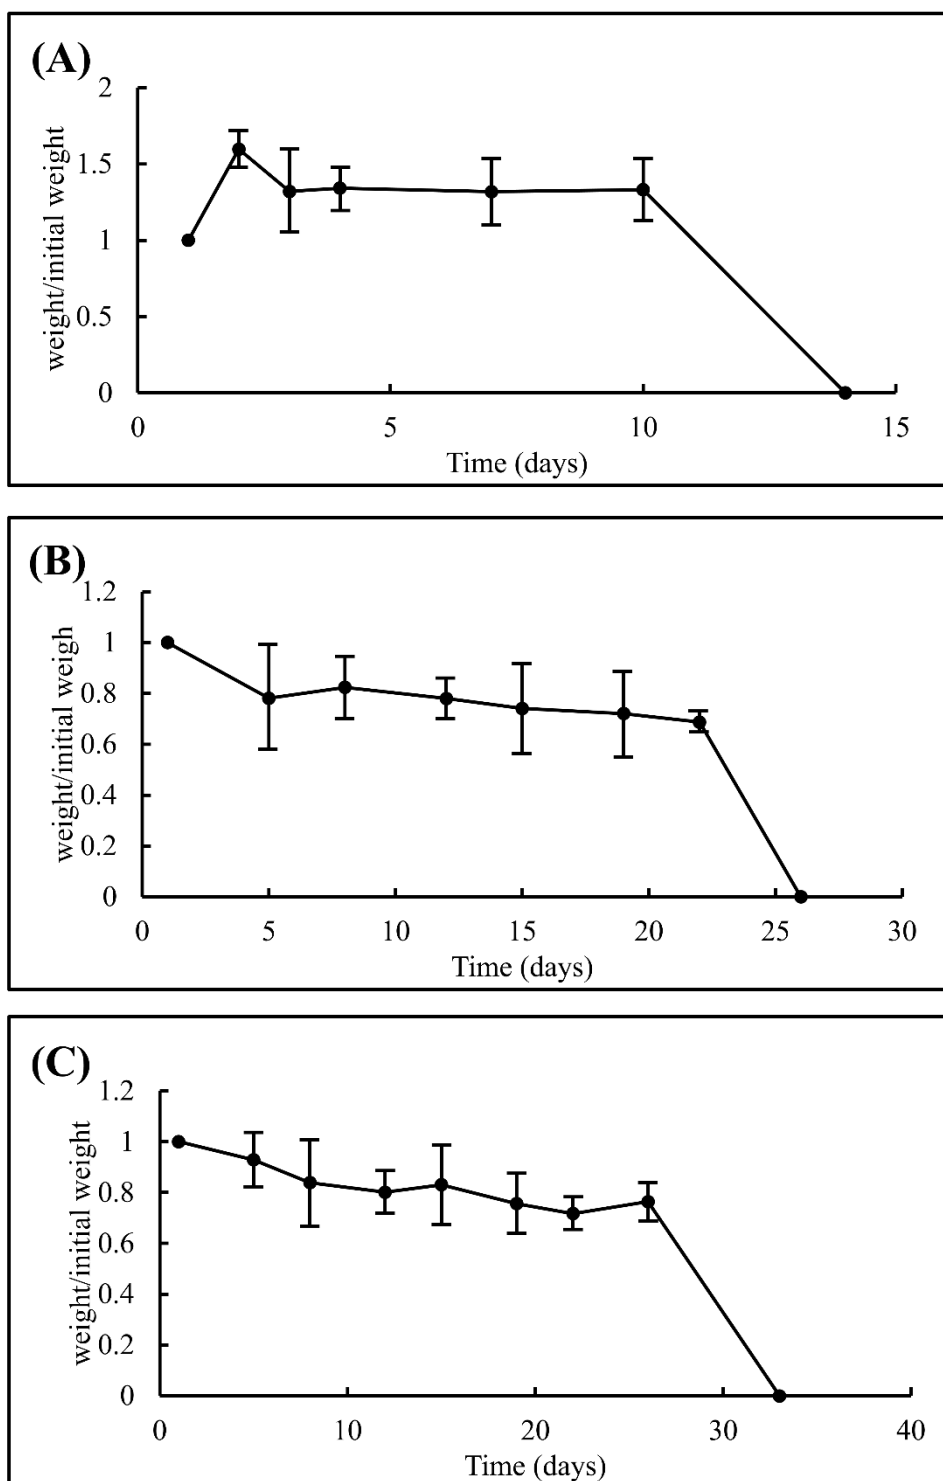 (A)
weight/initial weight
2
1.5
1
0.5
0
0 5 10 15
Time (days)
(B)
weight/initial weigh
1.2
1
0.8
0.6
0.4
0.2
0
0 5 10 15 20 25 30
Time (days)
(C)
weight/initial weight
1.2
1
0.8
0.6
0.4
0.2
0
0 10 20 30 40
Time (days)